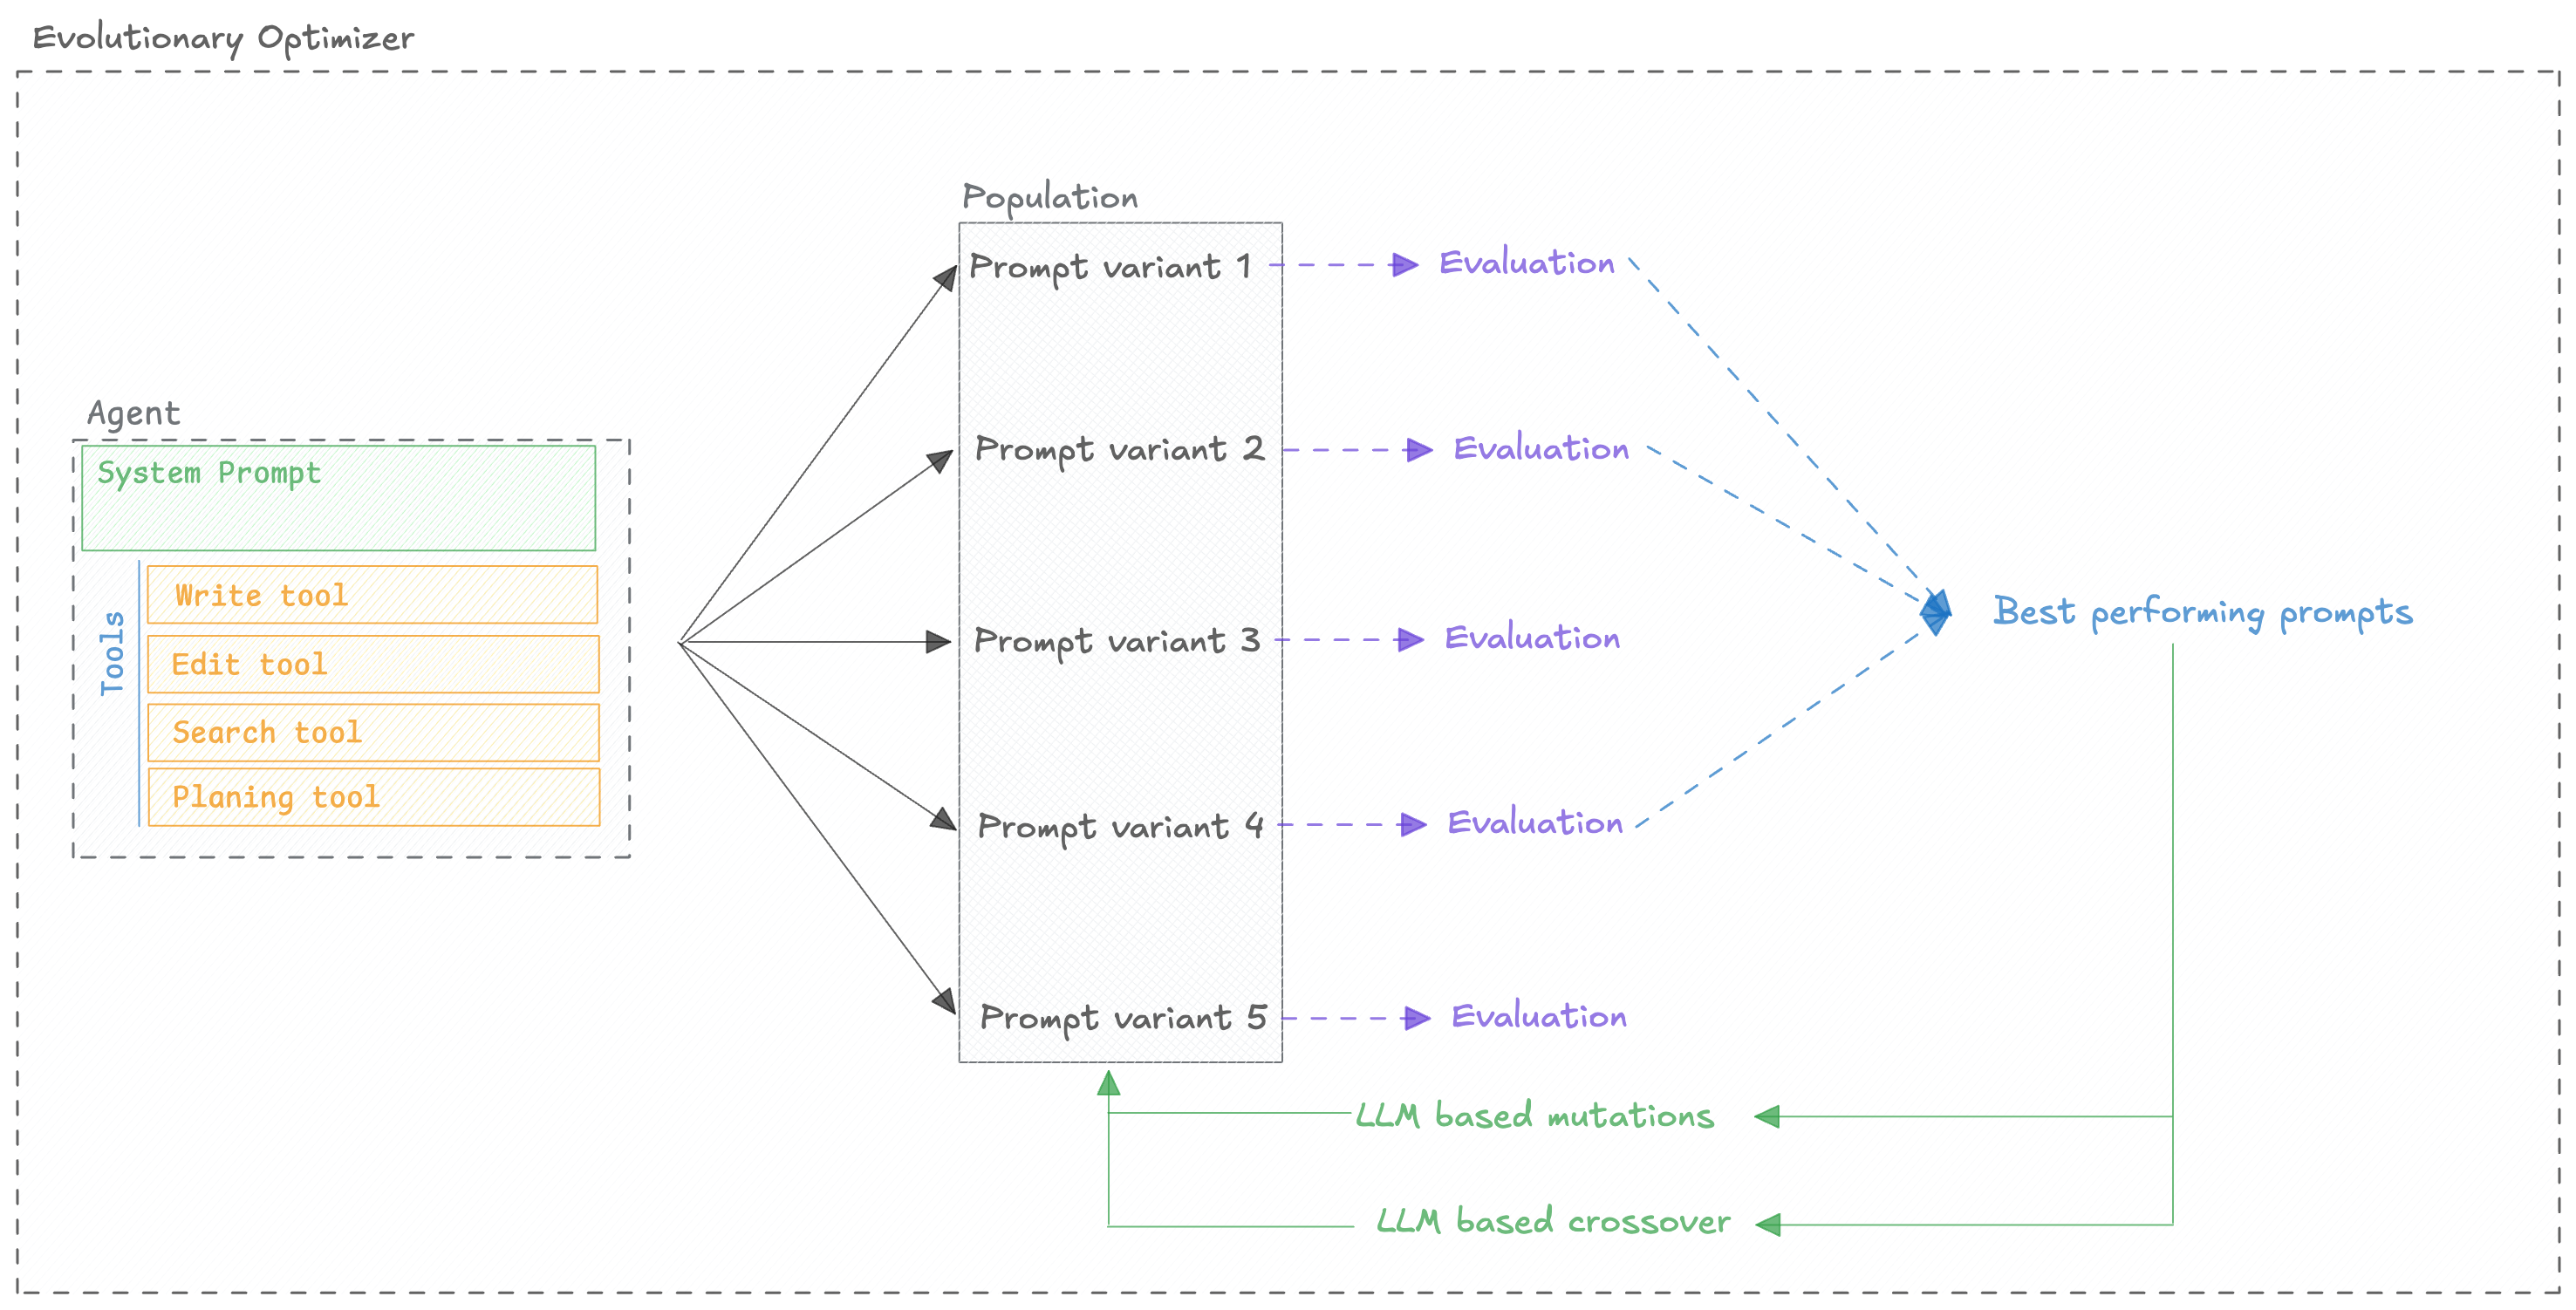 Evolutionary Optimizer
Agent
System Prompt
Tools
Write tool
Edit tool
Search tool
Planing tool
Population
Prompt variant 1
Evaluation
Prompt variant 2
Evaluation
Prompt variant 3
Evaluation
Prompt variant 4
Evaluation
Prompt variant 5
Evaluation
Best performing prompts
LLM based mutations
LLM based crossover